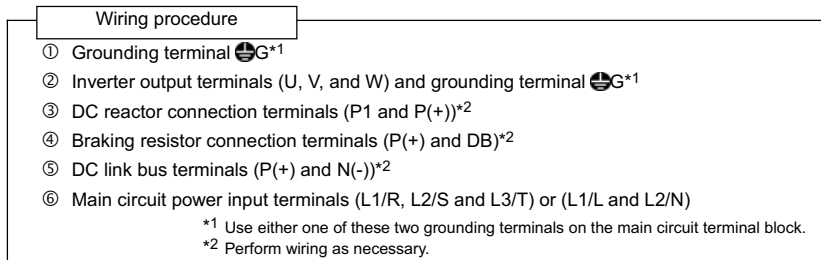 Wiring procedure
① Grounding terminal G*1
② Inverter output terminals (U, V, and W) and grounding terminal G*1
③ DC reactor connection terminals (P1 and P(+))*2
④ Braking resistor connection terminals (P(+) and DB)*2
⑤ DC link bus terminals (P(+) and N(-))*2
⑥ Main circuit power input terminals (L1/R, L2/S and L3/T) or (L1/L and L2/N)
*1 Use either one of these two grounding terminals on the main circuit terminal block.
*2 Perform wiring as necessary.